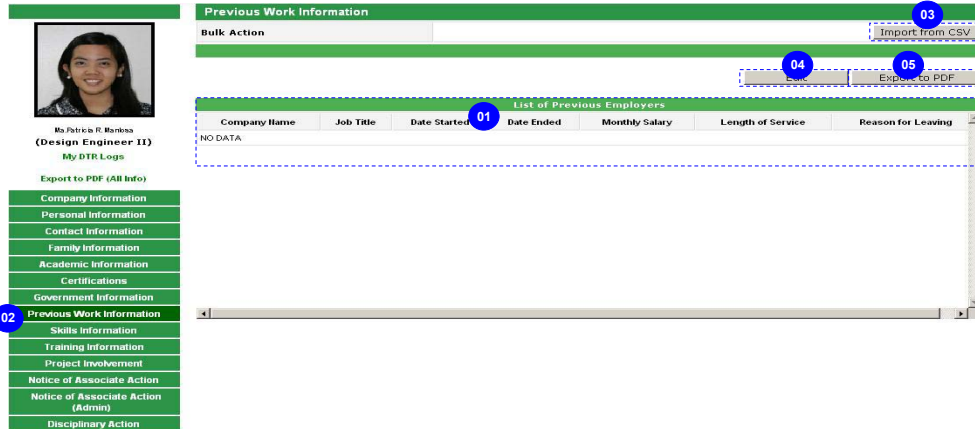 Previous Work Information
03
Bulk Action
Import from CSV
04
05
Edit
Export to PDF
List of Previous Employers
01
Company Name Job Title Date Started Date Ended Monthly Salary Length of Service Reason for Leaving
NO DATA
Ma.Patricia R. Manlosa
(Design Engineer II)
My DTR Logs
Export to PDF (All Info)
Company Information
Personal Information
Contact Information
Family Information
Academic Information
Certifications
Government Information
02
Previous Work Information
Skills Information
Training Information
Project Involvement
Notice of Associate Action
Notice of Associate Action
(Admin)
Disciplinary Action